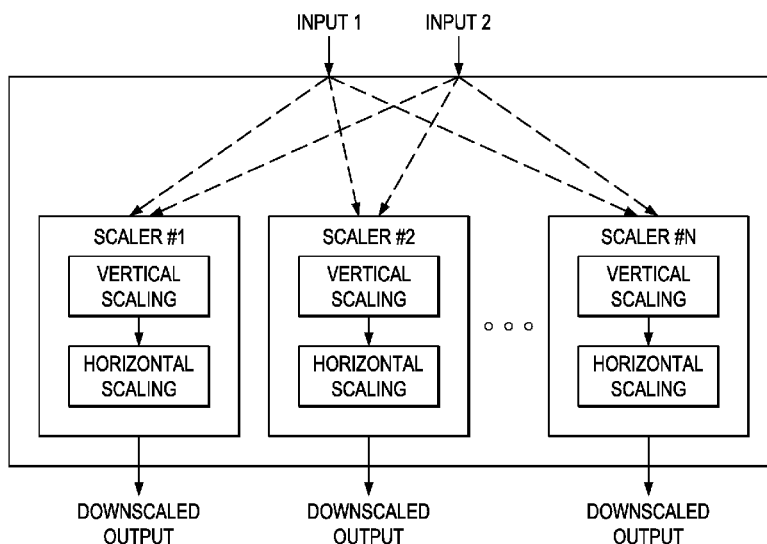 INPUT 1 INPUT 2
SCALER #1 SCALER #2 SCALER #N
VERTICAL SCALING VERTICAL SCALING VERTICAL SCALING
HORIZONTAL SCALING HORIZONTAL SCALING HORIZONTAL SCALING
DOWNSCALED OUTPUT DOWNSCALED OUTPUT DOWNSCALED OUTPUT